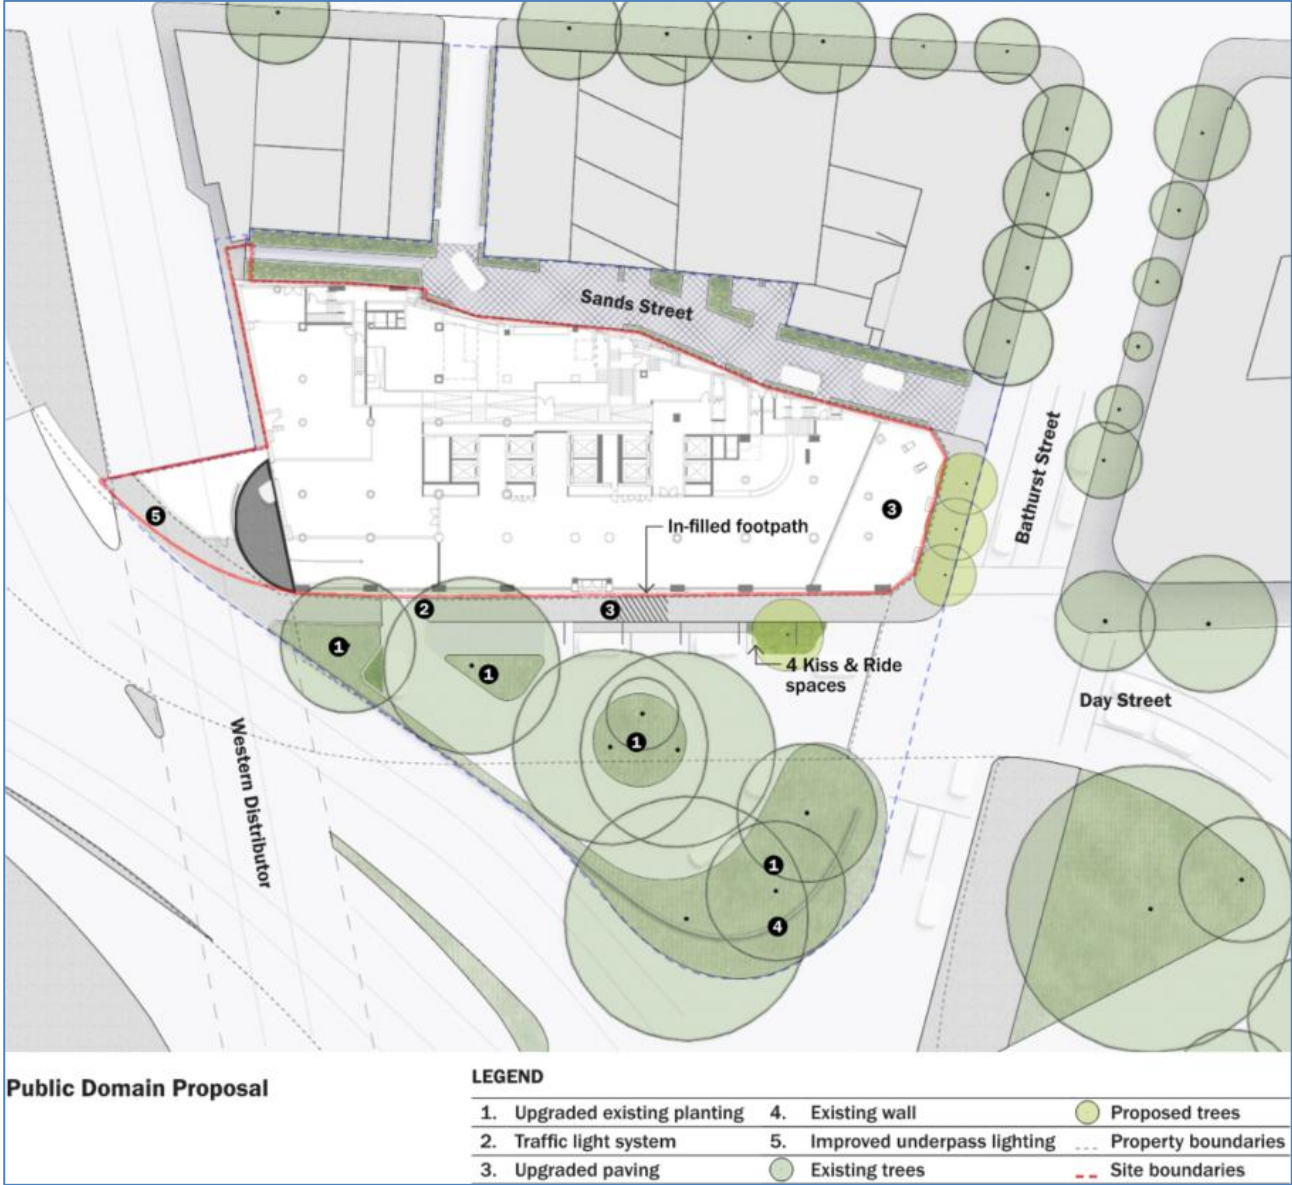 Sands Street
Bathurst Street
3
5
In-filled footpath
2
3
1
1
4 Kiss & Ride
spaces
Day Street
1
Western Distributor
1
4
Public Domain Proposal
LEGEND
1. Upgraded existing planting
2. Traffic light system
3. Upgraded paving
4. Existing wall
5. Improved underpass lighting
Existing trees
Proposed trees
Property boundaries
Site boundaries